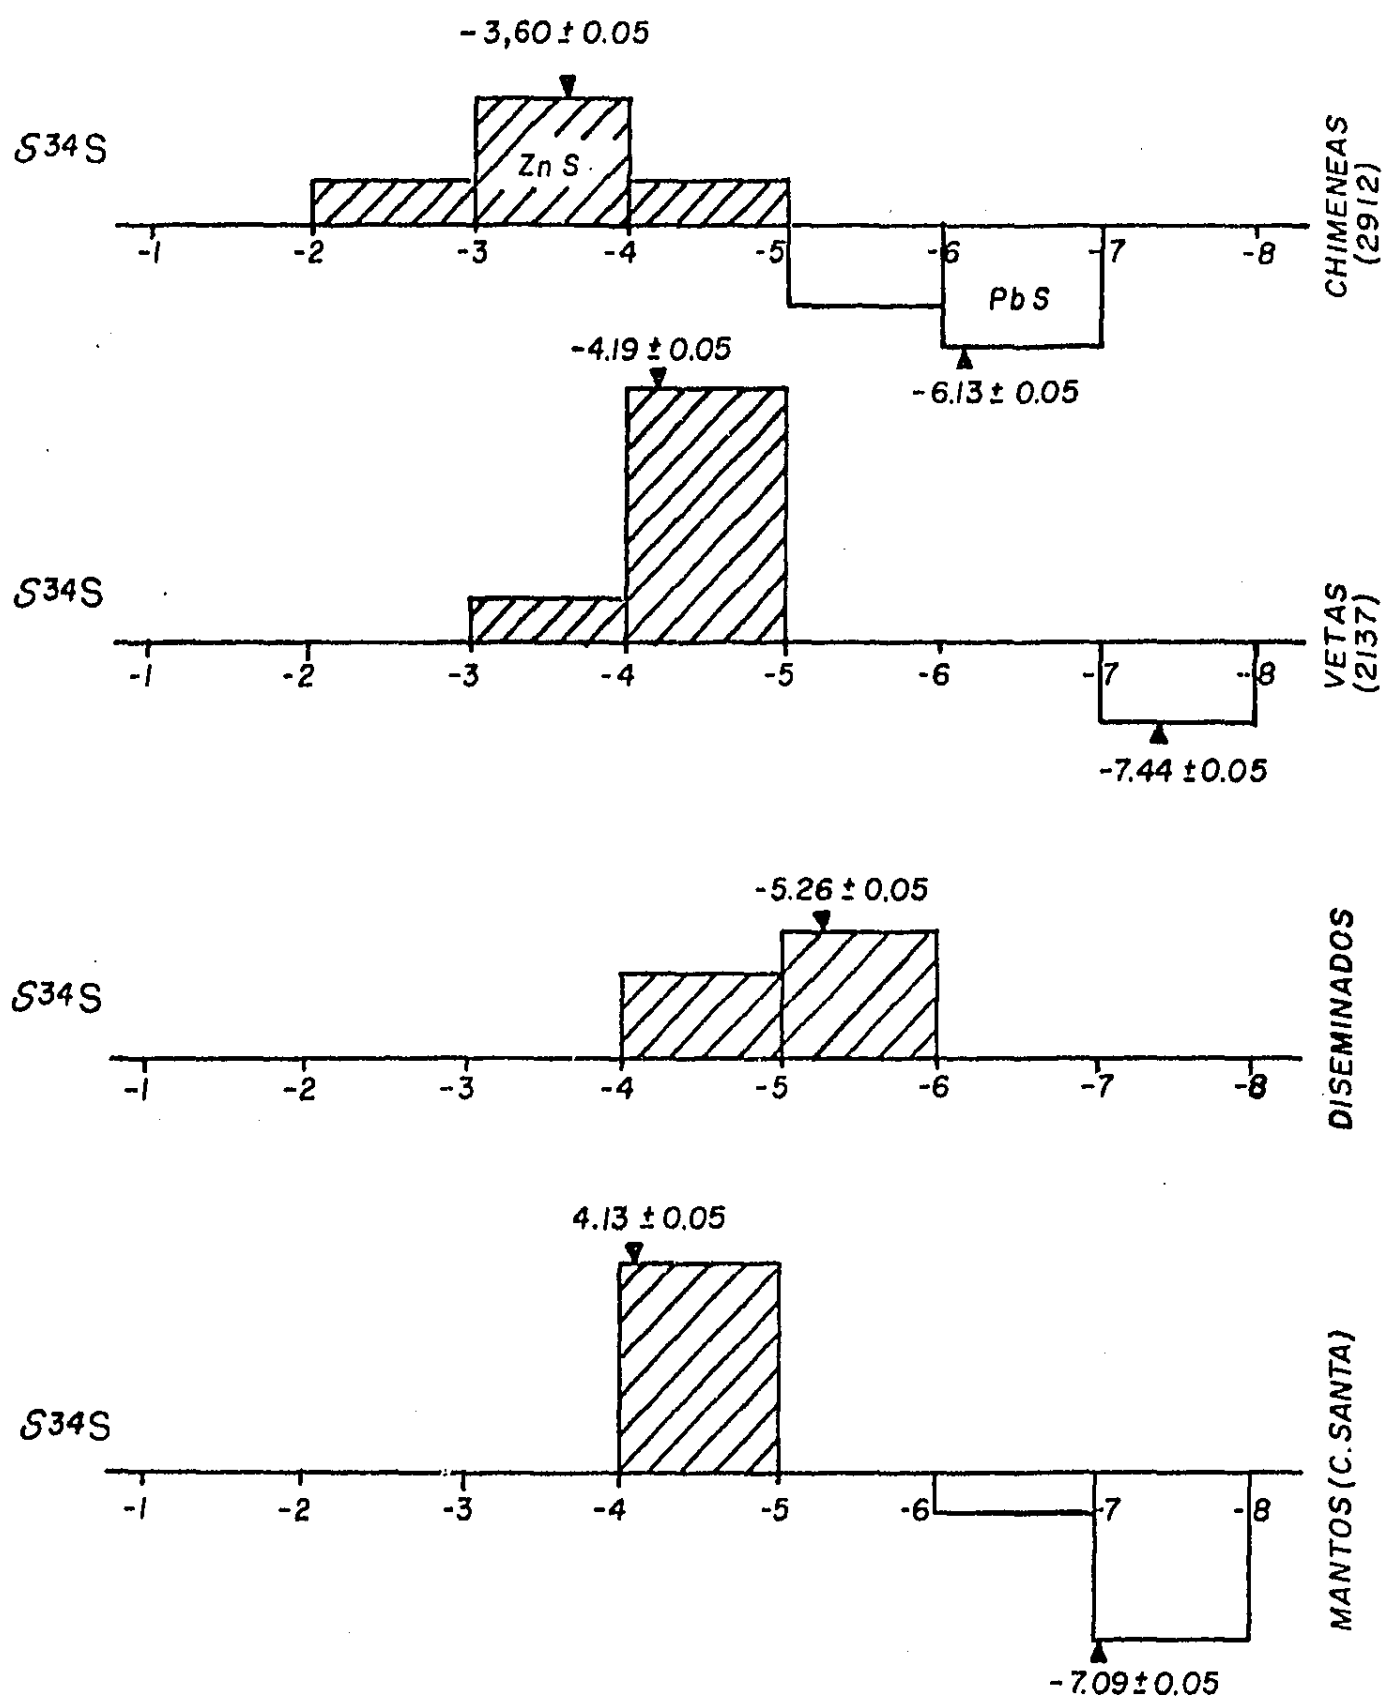 -3,60 ± 0.05
δ34S
Zn S
CHIMENEAS
(2912)
-1 -2 -3 -4 -5 -6 -7 -8
Pb S
-6.13 ± 0.05
-4.19 ± 0.05
δ34S
VETAS
(2137)
-1 -2 -3 -4 -5 -6 -7 -8
-7.44 ± 0.05
-5.26 ± 0.05
δ34S
DISEMINADOS
-1 -2 -3 -4 -5 -6 -7 -8
4.13 ± 0.05
δ34S
MANTOS (C. SANTA)
-1 -2 -3 -4 -5 -6 -7 -8
-7.09 ± 0.05